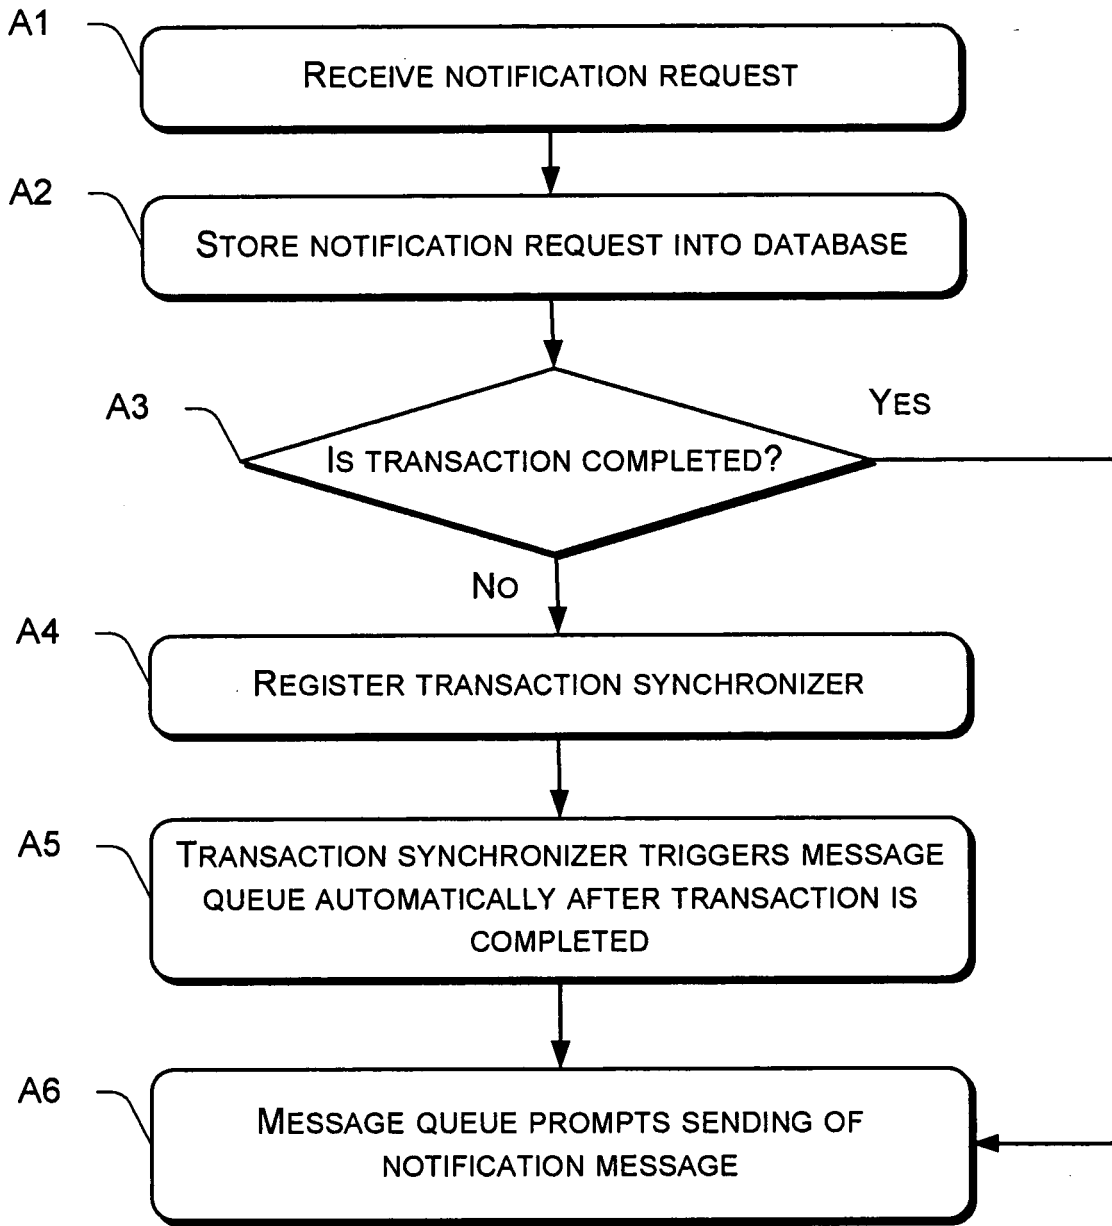 A1
RECEIVE NOTIFICATION REQUEST
A2
STORE NOTIFICATION REQUEST INTO DATABASE
A3
IS TRANSACTION COMPLETED?
YES
NO
A4
REGISTER TRANSACTION SYNCHRONIZER
A5
TRANSACTION SYNCHRONIZER TRIGGERS MESSAGE
QUEUE AUTOMATICALLY AFTER TRANSACTION IS
COMPLETED
A6
MESSAGE QUEUE PROMPTS SENDING OF
NOTIFICATION MESSAGE